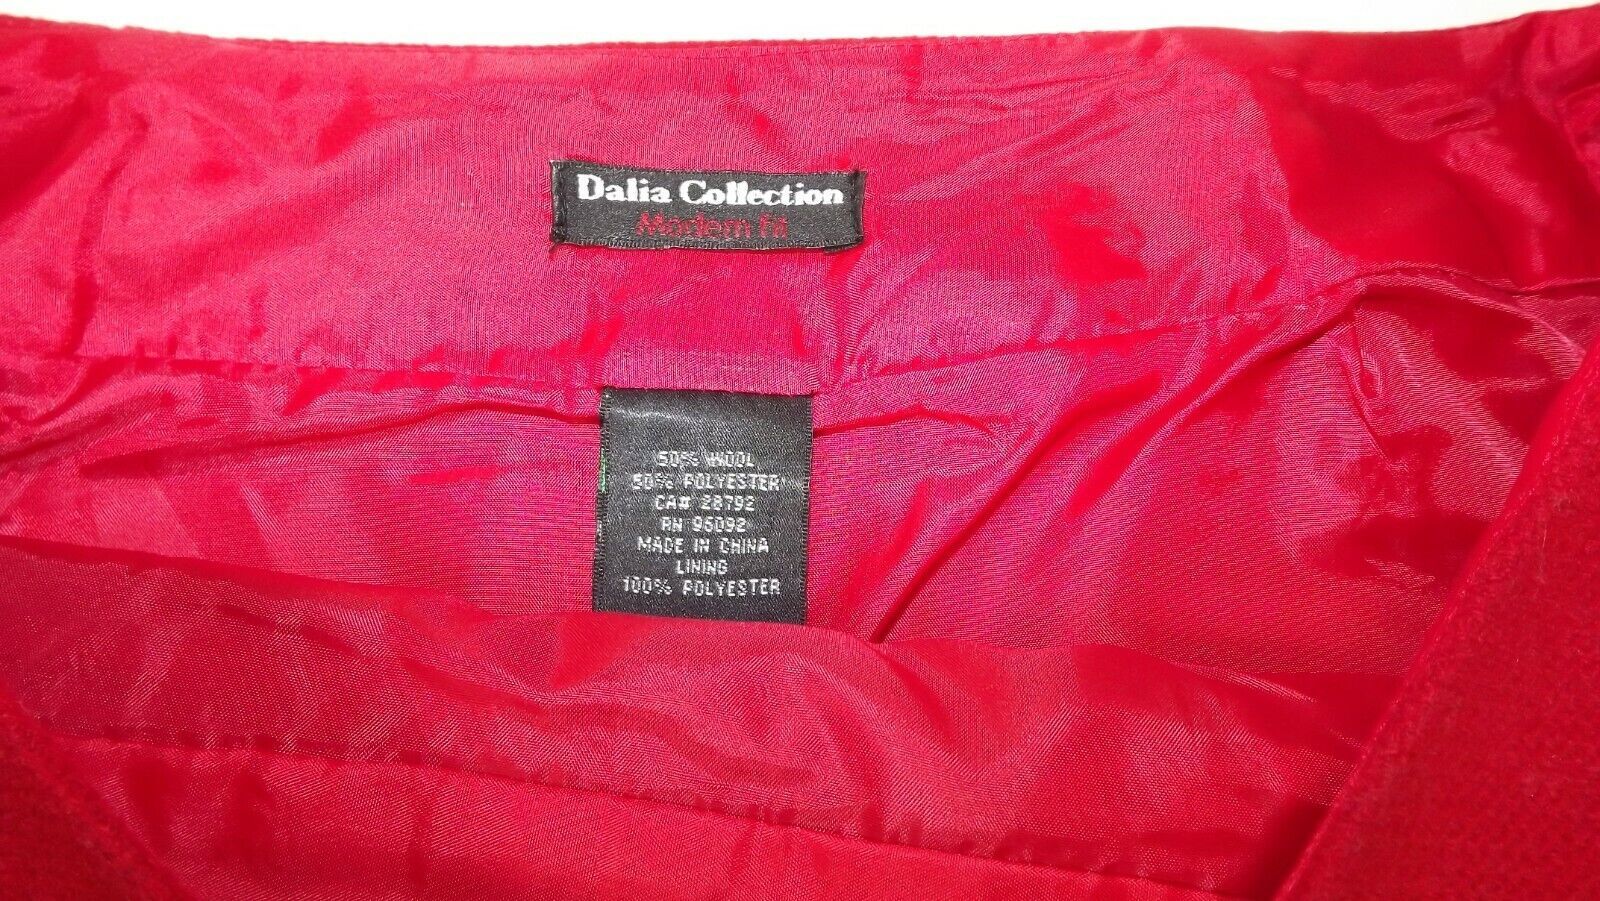 Dalia Collection
Modern fit
50% WOOL
50% POLYESTER
CA# 28792
RN 96092
MADE IN CHINA
LINING
100% POLYESTER